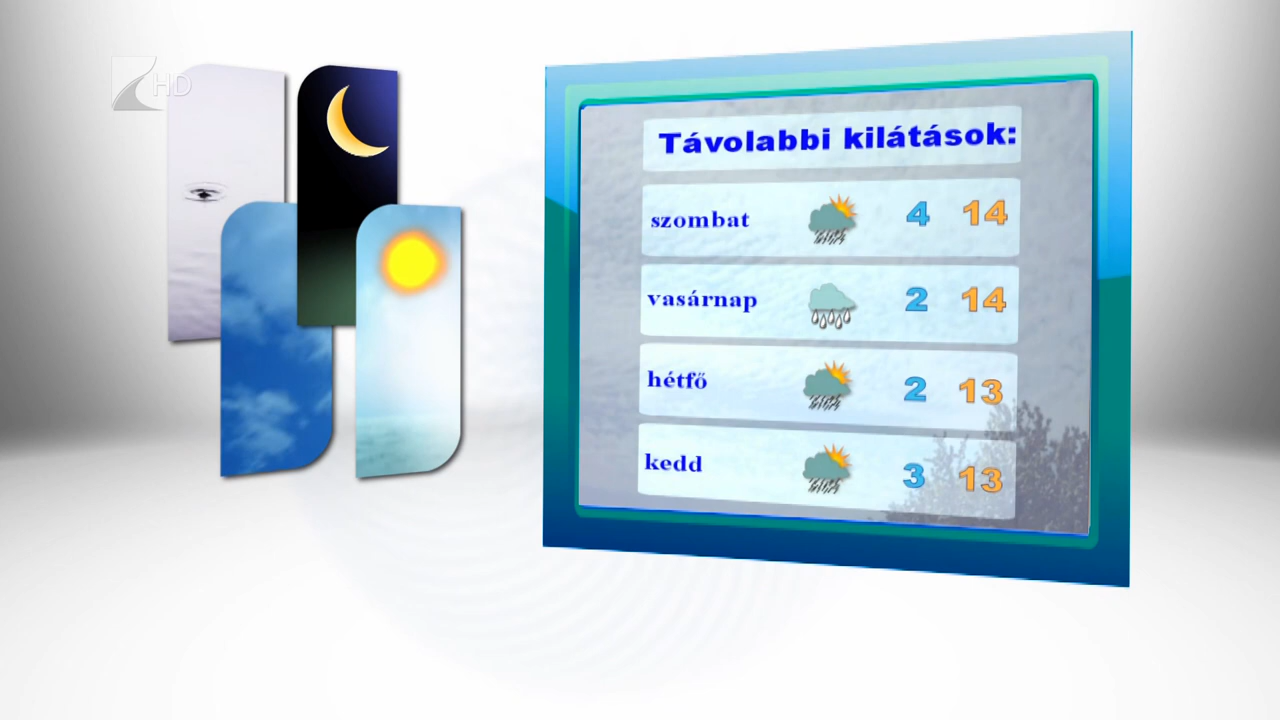 HD
Távolabbi kilátások:
szombat 4 14
vasárnap 2 14
hétfő 2 13
kedd 3 13